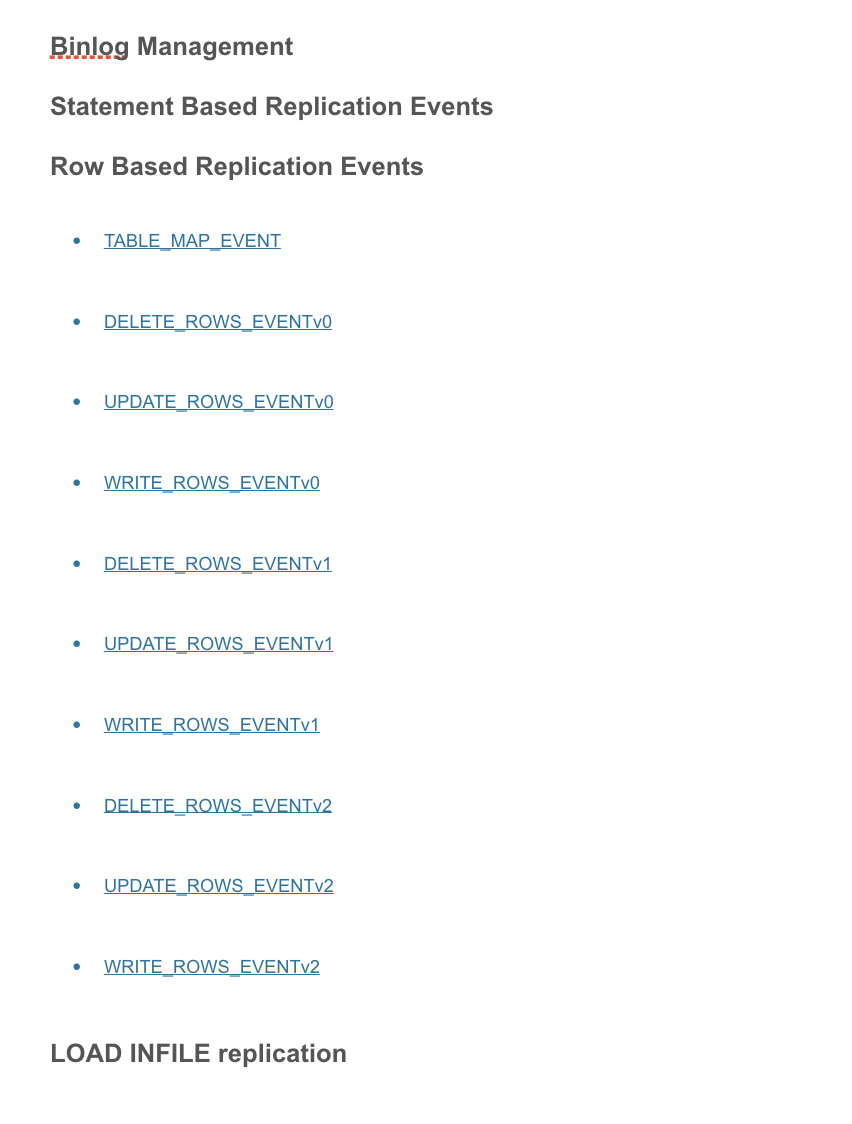 Binlog Management
Statement Based Replication Events
Row Based Replication Events
• TABLE_MAP_EVENT
• DELETE_ROWS_EVENTv0
• UPDATE_ROWS_EVENTv0
• WRITE_ROWS_EVENTv0
• DELETE_ROWS_EVENTv1
• UPDATE_ROWS_EVENTv1
• WRITE_ROWS_EVENTv1
• DELETE_ROWS_EVENTv2
• UPDATE_ROWS_EVENTv2
• WRITE_ROWS_EVENTv2
LOAD INFILE replication